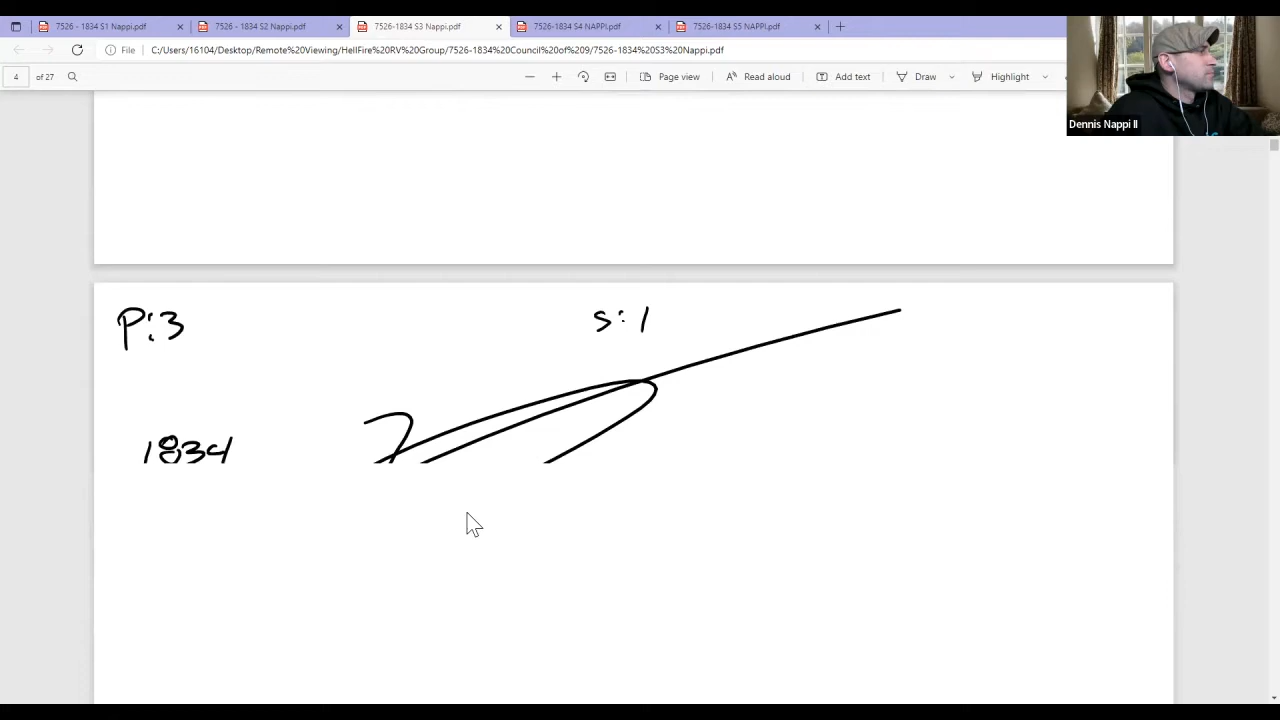 7526 - 1834 S1 Nappi.pdf
7526 - 1834 S2 Nappi.pdf
7526-1834 S3 Nappi.pdf
7526-1834 S4 NAPPI.pdf
7526-1834 S5 NAPPI.pdf
File C:/Users/16104/Desktop/Remote%20Viewing/HellFire%20RV%20Group/7526-1834%20Council%20of%209/7526-1834%20S3%20Nappi.pdf
4 of 27 Page view Read aloud Add text Draw Highlight
Dennis Nappi II
P:3 S:1
1834